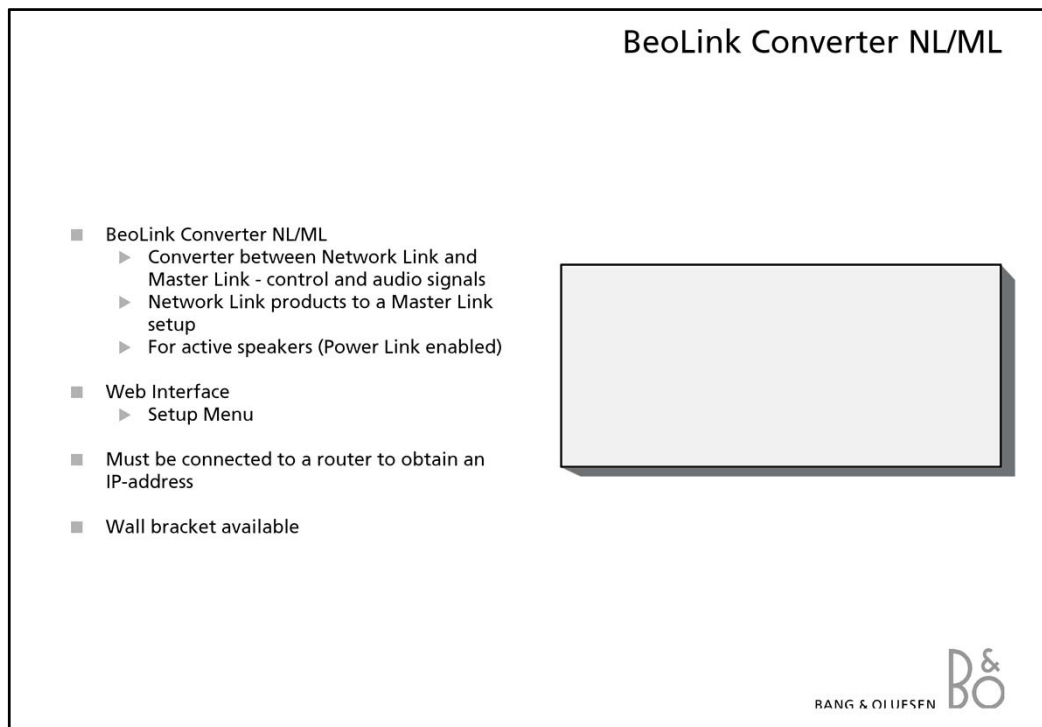 BeoLink Converter NL/ML
BeoLink Converter NL/ML
Converter between Network Link and
Master Link - control and audio signals
Network Link products to a Master Link
setup
For active speakers (Power Link enabled)
Web Interface
Setup Menu
Must be connected to a router to obtain an
IP-address
Wall bracket available
BANG & OLUFSEN B&O